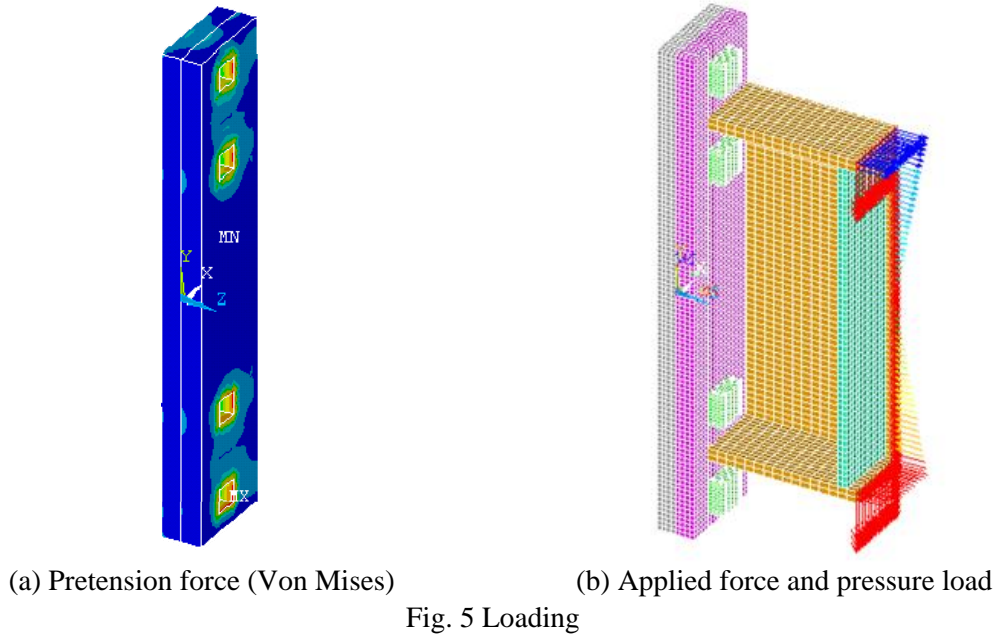 MN
Y
X
Z
MX
(a) Pretension force (Von Mises)
(b) Applied force and pressure load
Fig. 5 Loading